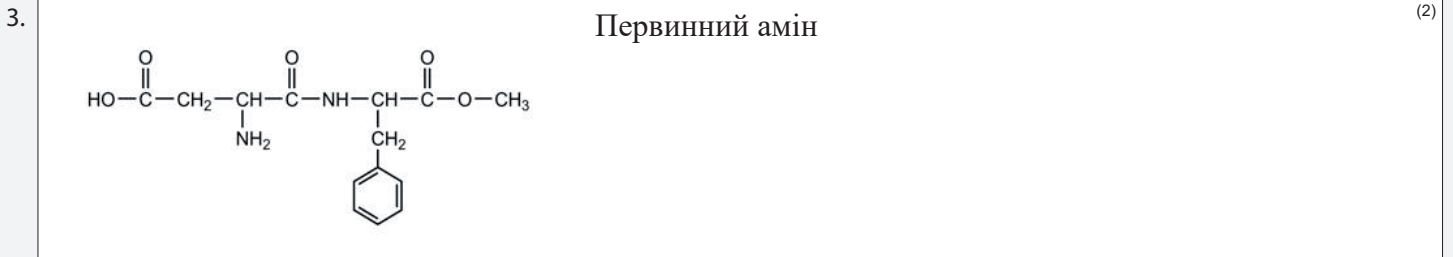 3.
Первинний амін
(2)
O O O
HO—C—CH₂—CH—C—NH—CH—C—O—CH₃
NH₂ CH₂